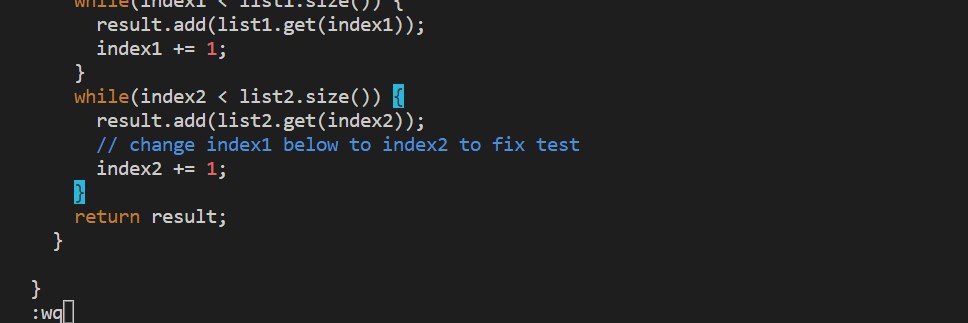 while(index1 < list1.size()) {
result.add(list1.get(index1));
index1 += 1;
}
while(index2 < list2.size()) {
result.add(list2.get(index2));
// change index1 below to index2 to fix test
index2 += 1;
}
return result;
}
}
:wq